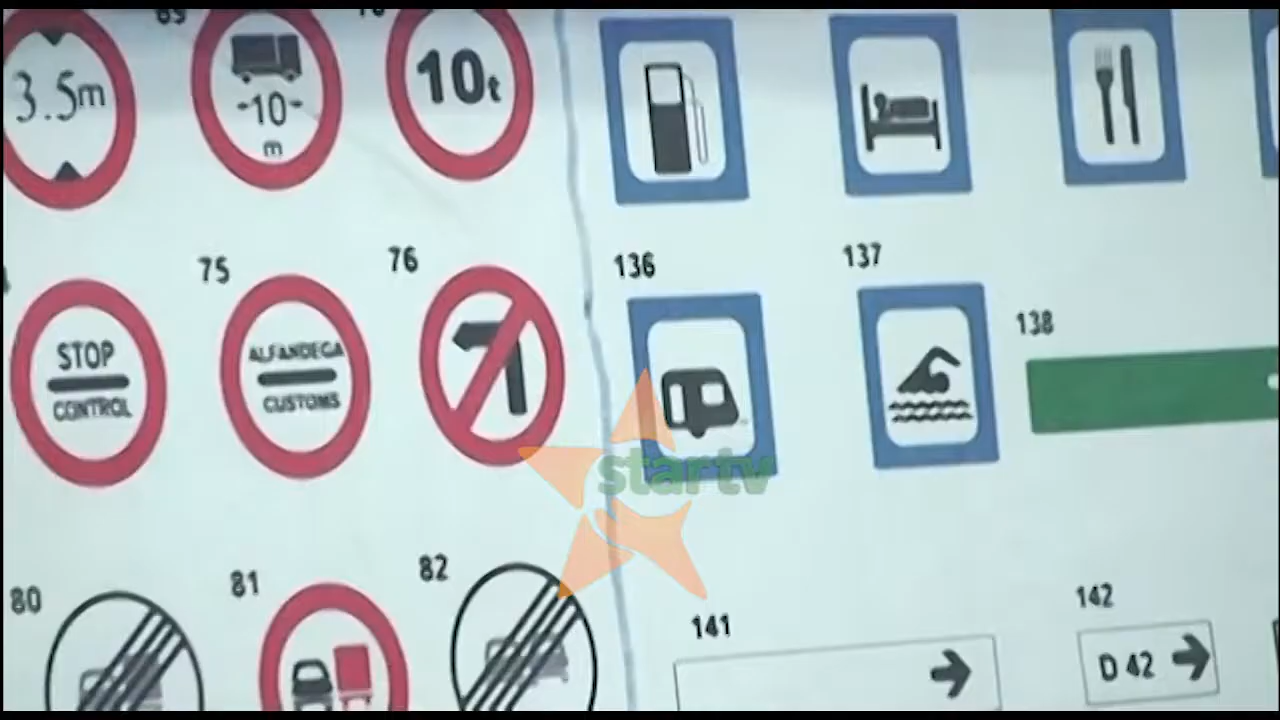 3.5m
-10-
m
10t
75
76
136
137
138
STOP
CONTROL
ALFANDEGA
CUSTOMS
startv
80
81
82
141
142
D 42